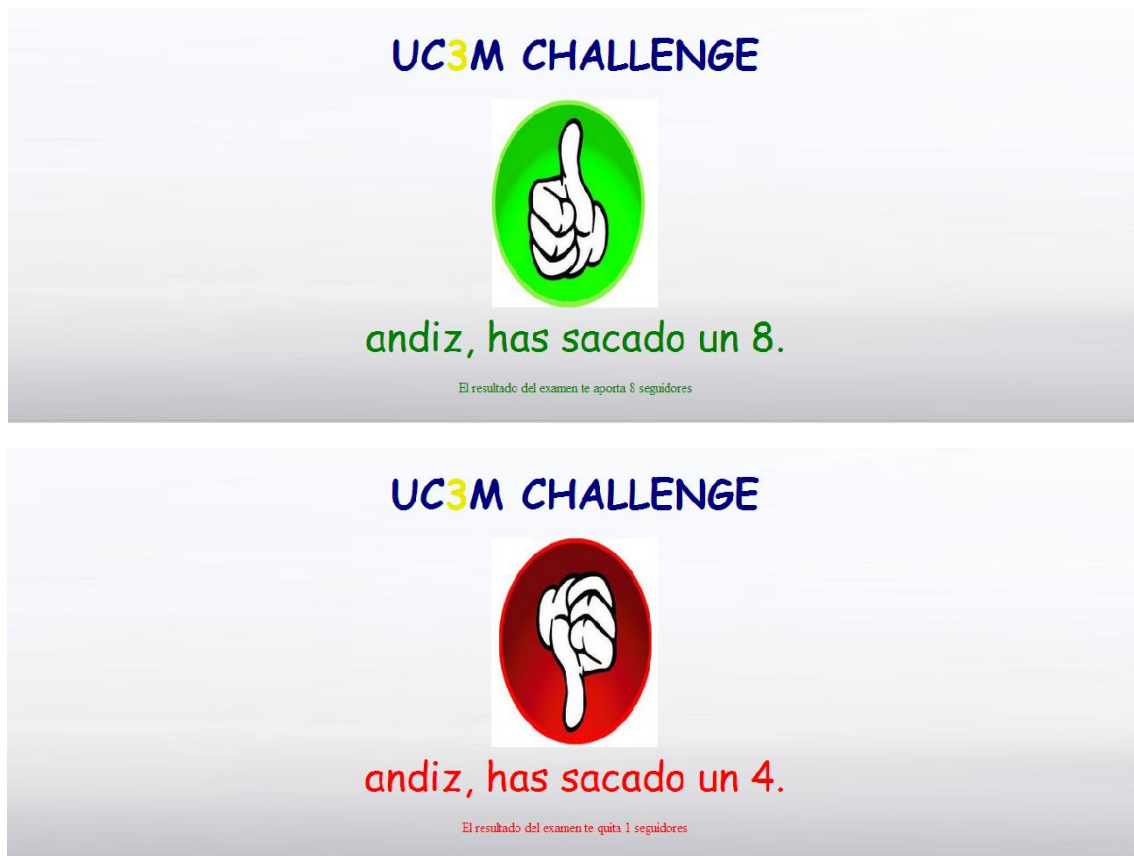 UC3M CHALLENGE
andiz, has sacado un 8.
El resultado del examen te aporta 8 seguidores
UC3M CHALLENGE
andiz, has sacado un 4.
El resultado del examen te quita 1 seguidores